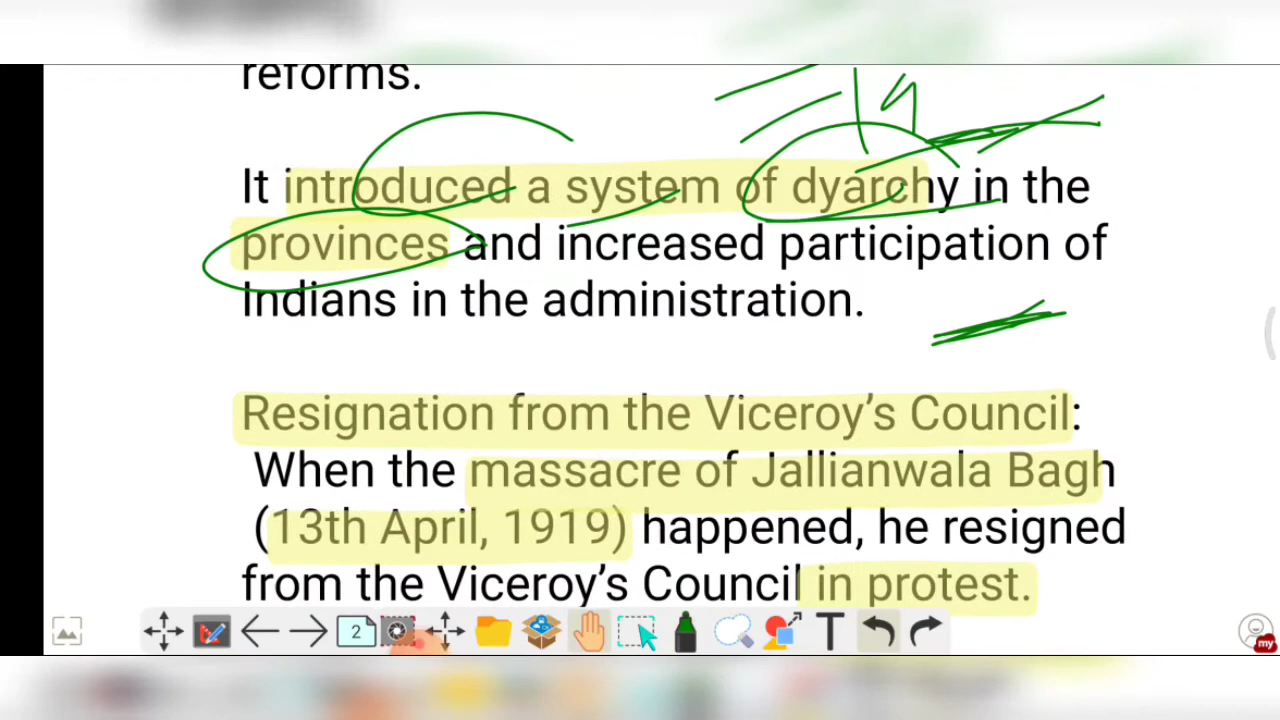 reforms.
19
It introduced a system of dyarchy in the
provinces and increased participation of
Indians in the administration.
Resignation from the Viceroy’s Council:
When the massacre of Jallianwala Bagh
(13th April, 1919) happened, he resigned
from the Viceroy’s Council in protest.
2
T
my